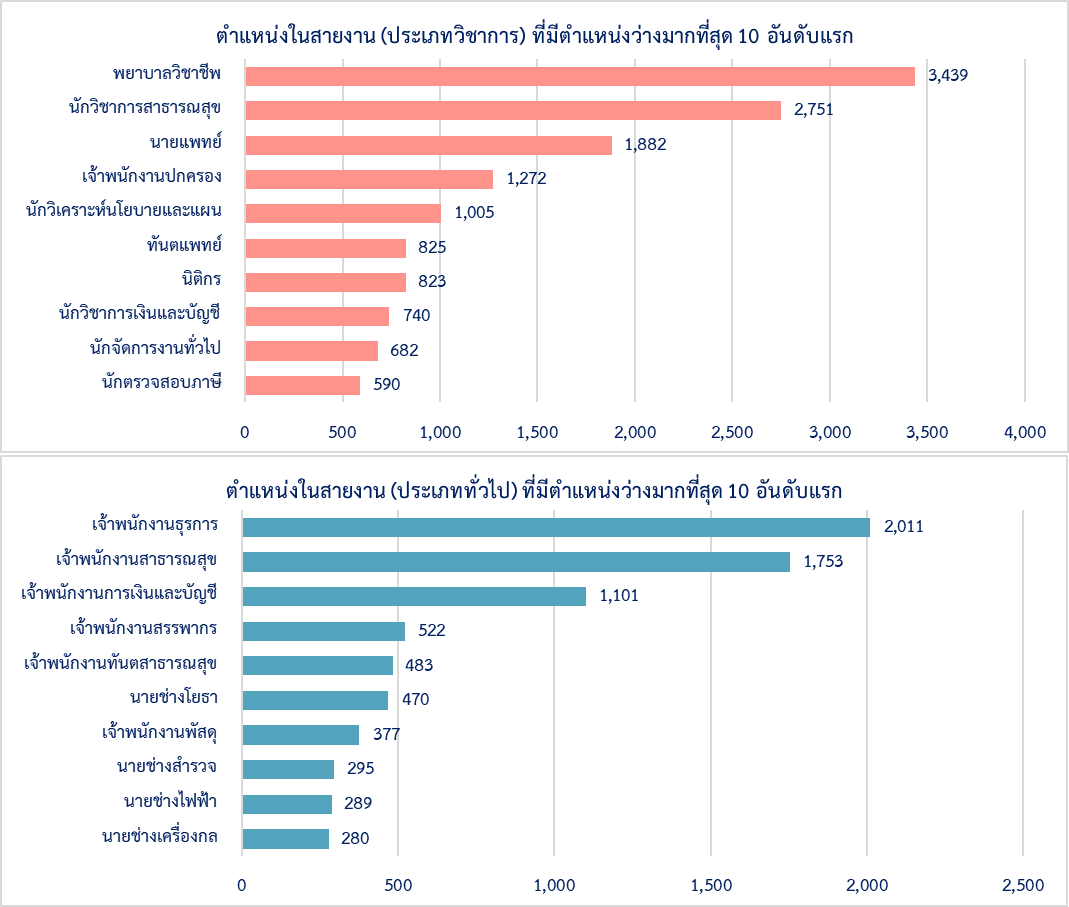 ตำแหน่งในสายงาน (ประเภทวิชาการ) ที่มีตำแหน่งว่างมากที่สุด 10 อันดับแรก
พยาบาลวิชาชีพ 3,439
นักวิชาการสาธารณสุข 2,751
นายแพทย์ 1,882
เจ้าพนักงานปกครอง 1,272
นักวิเคราะห์นโยบายและแผน 1,005
ทันตแพทย์ 825
นิติกร 823
นักวิชาการเงินและบัญชี 740
นักจัดการงานทั่วไป 682
นักตรวจสอบภาษี 590
0 500 1,000 1,500 2,000 2,500 3,000 3,500 4,000
ตำแหน่งในสายงาน (ประเภททั่วไป) ที่มีตำแหน่งว่างมากที่สุด 10 อันดับแรก
เจ้าพนักงานธุรการ 2,011
เจ้าพนักงานสาธารณสุข 1,753
เจ้าพนักงานการเงินและบัญชี 1,101
เจ้าพนักงานสรรพากร 522
เจ้าพนักงานทันตสาธารณสุข 483
นายช่างโยธา 470
เจ้าพนักงานพัสดุ 377
นายช่างสำรวจ 295
นายช่างไฟฟ้า 289
นายช่างเครื่องกล 280
0 500 1,000 1,500 2,000 2,500